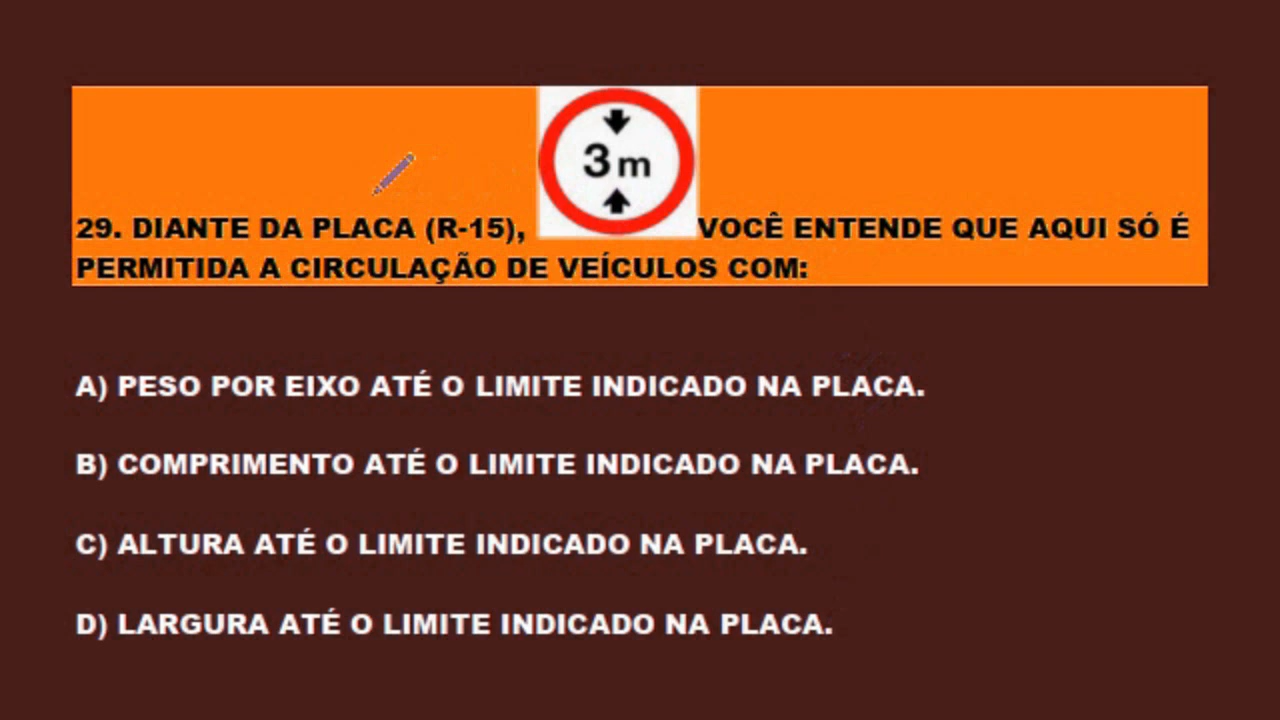 3 m
29. DIANTE DA PLACA (R-15), VOCÊ ENTENDE QUE AQUI SÓ É
PERMITIDA A CIRCULAÇÃO DE VEÍCULOS COM:
A) PESO POR EIXO ATÉ O LIMITE INDICADO NA PLACA.
B) COMPRIMENTO ATÉ O LIMITE INDICADO NA PLACA.
C) ALTURA ATÉ O LIMITE INDICADO NA PLACA.
D) LARGURA ATÉ O LIMITE INDICADO NA PLACA.